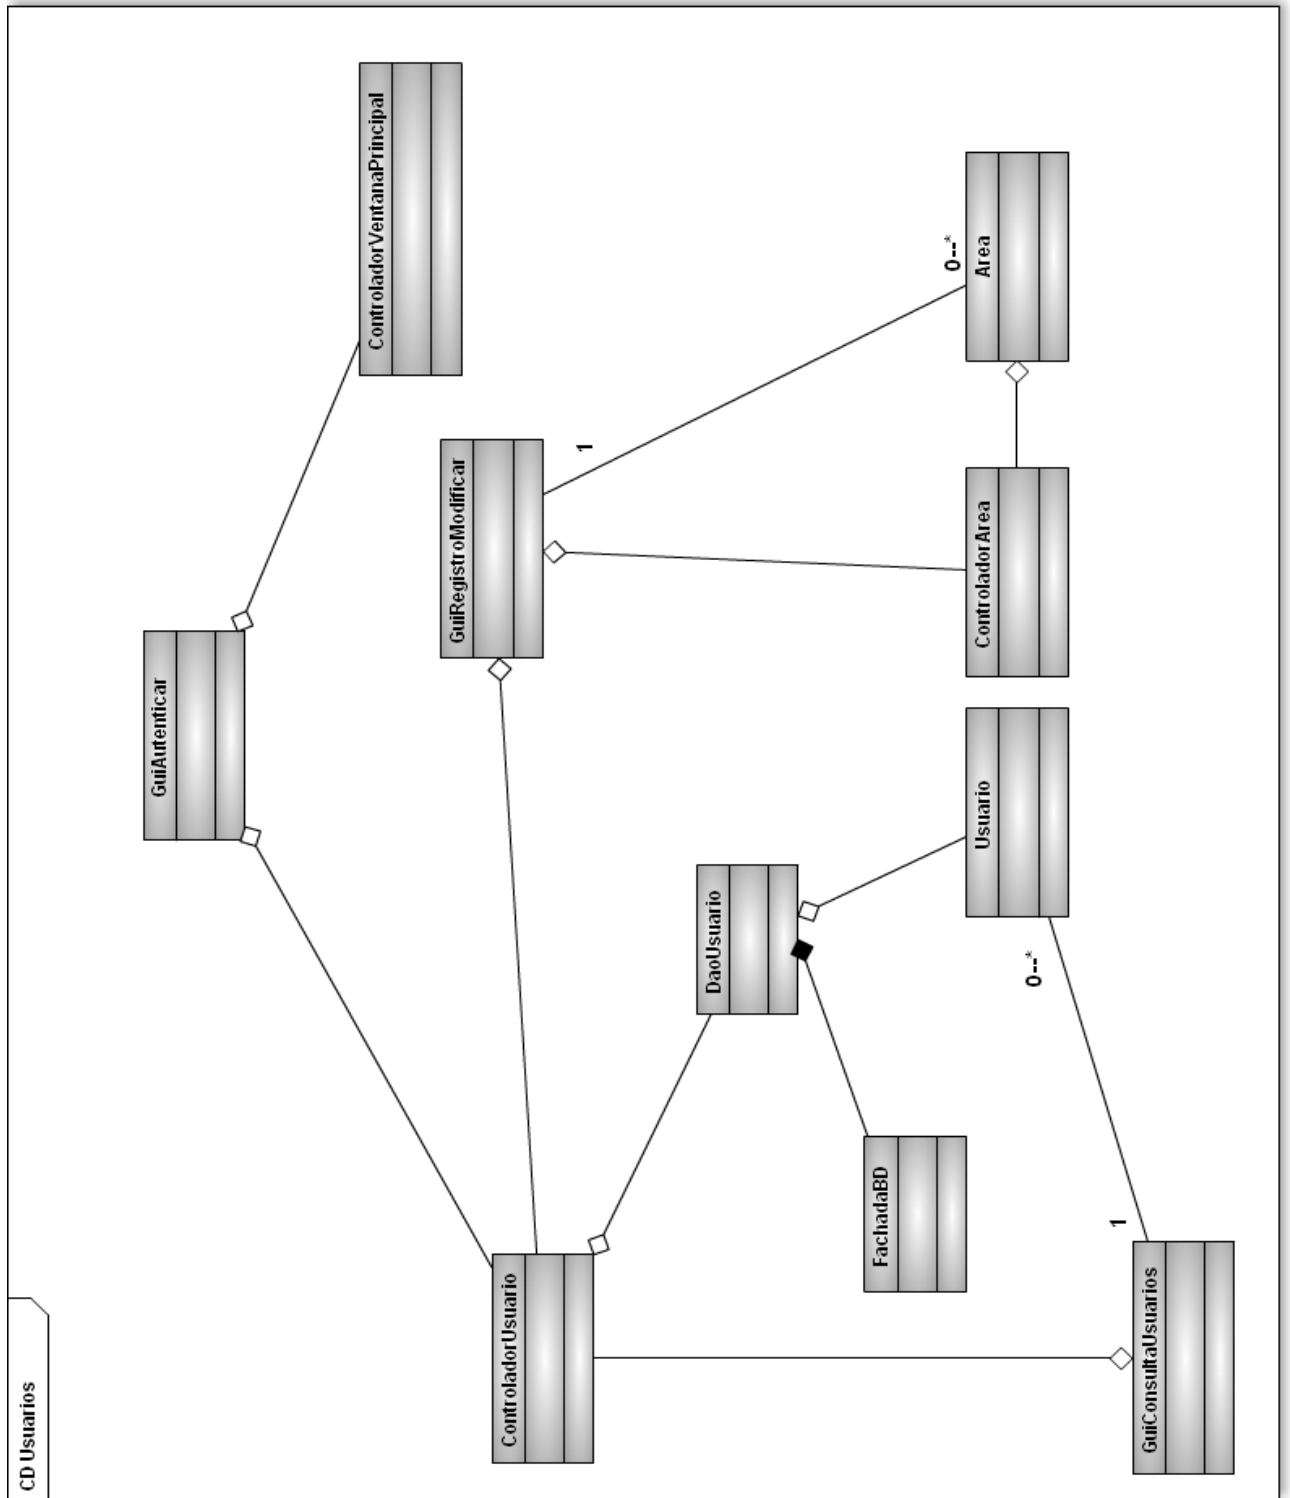 CD Usuarios
GuiAutenticar
ControladorVentanaPrincipal
GuiRegistroModificar
ControladorUsuario
1
DaoUsuario
FachadaBD
0--*
Usuario
ControladorArea
Area
0--*
1
GuiConsultaUsuarios